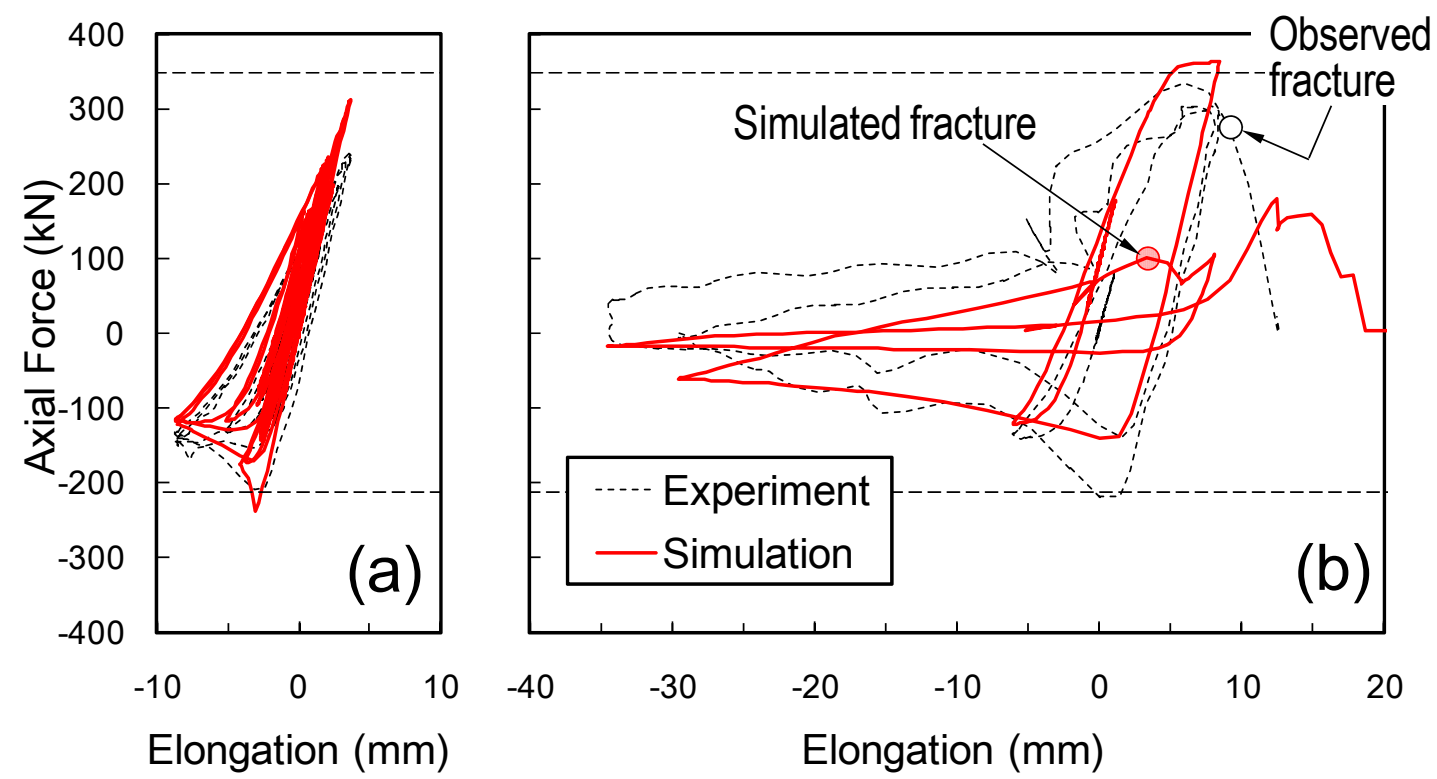 400
300
200
100
0
-100
-200
-300
-400
Axial Force (kN)
-10
0
10
Elongation (mm)
(a)
Observed
fracture
Simulated fracture
Experiment
Simulation
(b)
-40
-30
-20
-10
0
10
20
Elongation (mm)